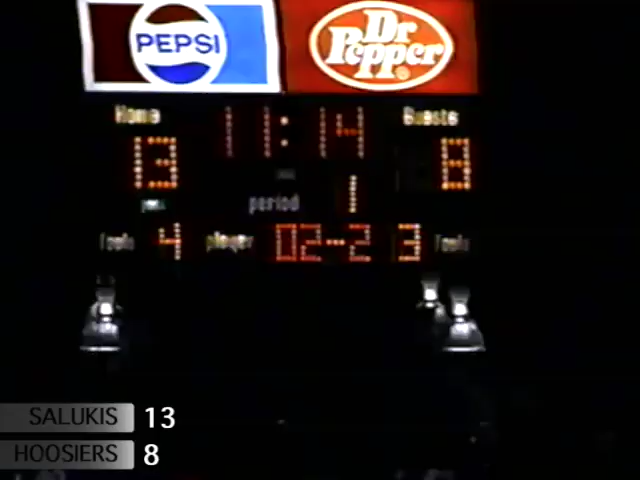 PEPSI
Dr Pepper ®
Home 11:14 Guests
13 8
period 1
Fouls 4 player 02-2 3 Fouls
SALUKIS 13
HOOSIERS 8